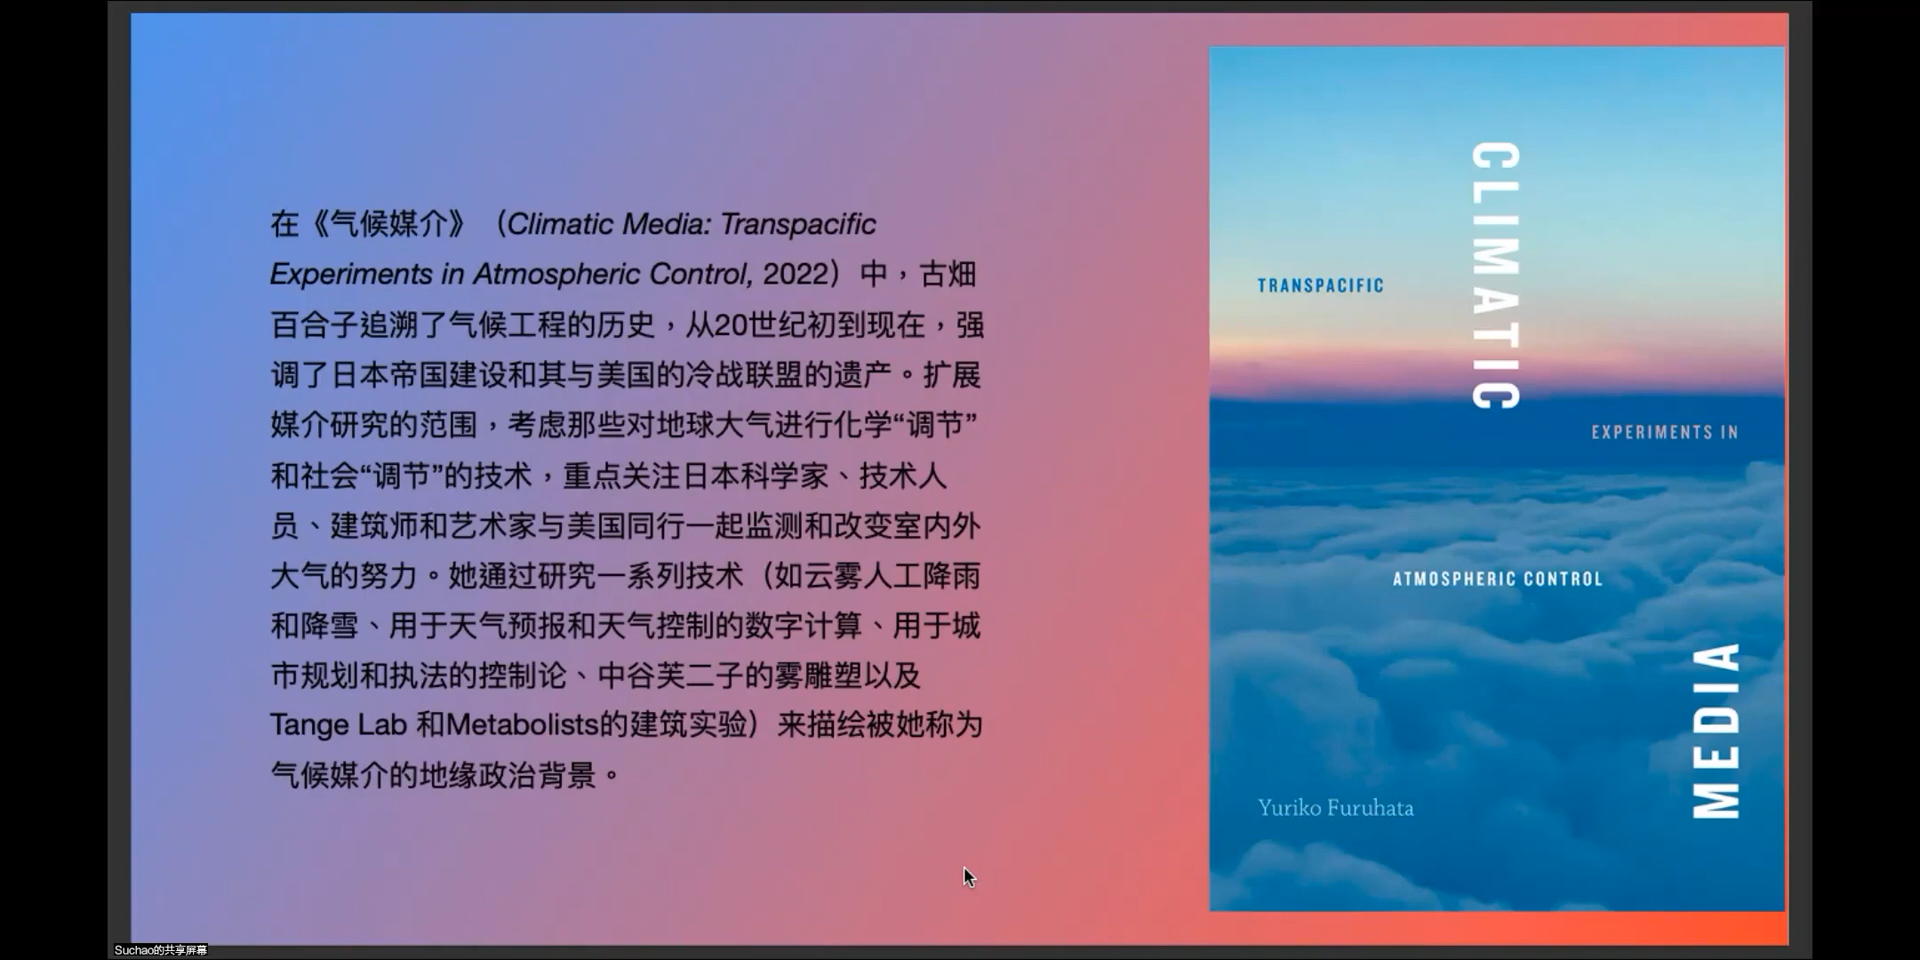 在《气候媒介》（Climatic Media: Transpacific
Experiments in Atmospheric Control, 2022）中，古畑
百合子追溯了气候工程的历史，从20世纪初到现在，强
调了日本帝国建设和其与美国的冷战联盟的遗产。扩展
媒介研究的范围，考虑那些对地球大气进行化学“调节”
和社会“调节”的技术，重点关注日本科学家、技术人
员、建筑师和艺术家与美国同行一起监测和改变室内外
大气的努力。她通过研究一系列技术（如云雾人工降雨
和降雪、用于天气预报和天气控制的数字计算、用于城
市规划和执法的控制论、中谷芙二子的雾雕塑以及
Tange Lab 和Metabolists的建筑实验）来描绘被她称为
气候媒介的地缘政治背景。
CLIMATIC
TRANSPACIFIC
EXPERIMENTS IN
ATMOSPHERIC CONTROL
MEDIA
Yuriko Furuhata
Suchao的共享屏幕